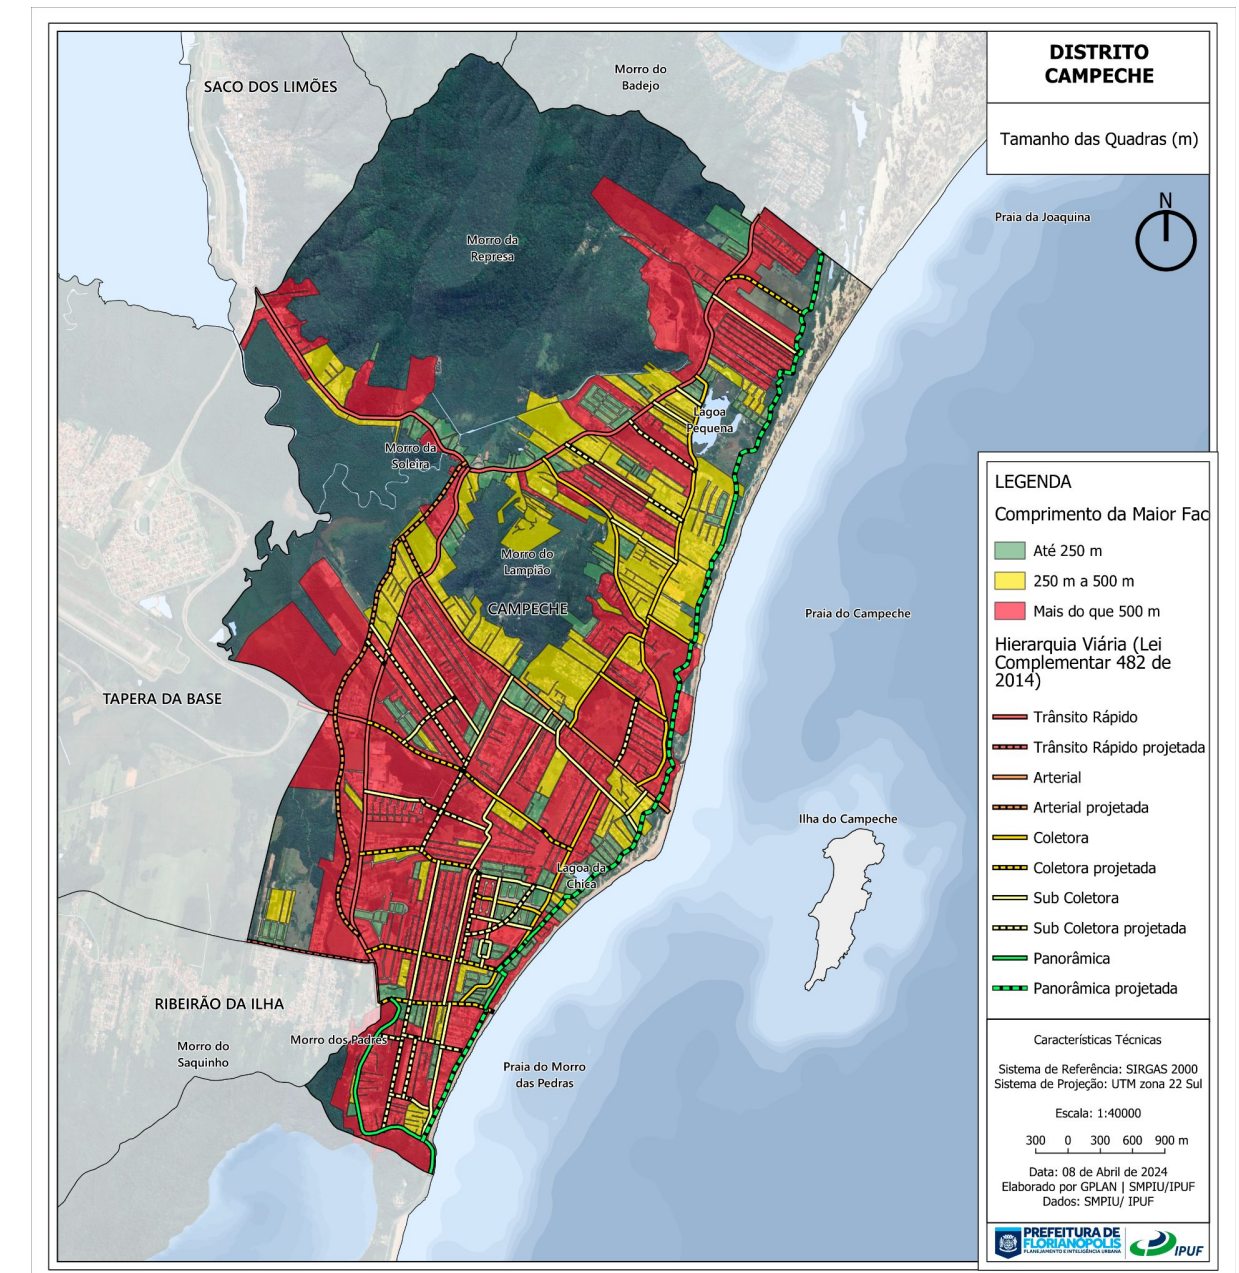 DISTRITO
CAMPECHE
Tamanho das Quadras (m)
N
SACO DOS LIMÕES
Morro do
Badejo
Praia da Joaquina
Morro da
Represa
Lagoa
Pequena
Morro da
Soleira
Morro do
Lampião
CAMPECHE
Praia do Campeche
TAPERA DA BASE
Ilha do Campeche
Lagoa da
Chica
RIBEIRÃO DA ILHA
Morro do
Saquinho
Morro dos Padres
Praia do Morro
das Pedras
LEGENDA
Comprimento da Maior Fac
Até 250 m
250 m a 500 m
Mais do que 500 m
Hierarquia Viária (Lei
Complementar 482 de
2014)
Trânsito Rápido
Trânsito Rápido projetada
Arterial
Arterial projetada
Coletora
Coletora projetada
Sub Coletora
Sub Coletora projetada
Panorâmica
Panorâmica projetada
Características Técnicas
Sistema de Referência: SIRGAS 2000
Sistema de Projeção: UTM zona 22 Sul
Escala: 1:40000
300 0 300 600 900 m
Data: 08 de Abril de 2024
Elaborado por GPLAN | SMPIU/IPUF
Dados: SMPIU/ IPUF
PREFEITURA DE
FLORIANÓPOLIS
PLANEJAMENTO E INTELIGÊNCIA URBANA
IPUF